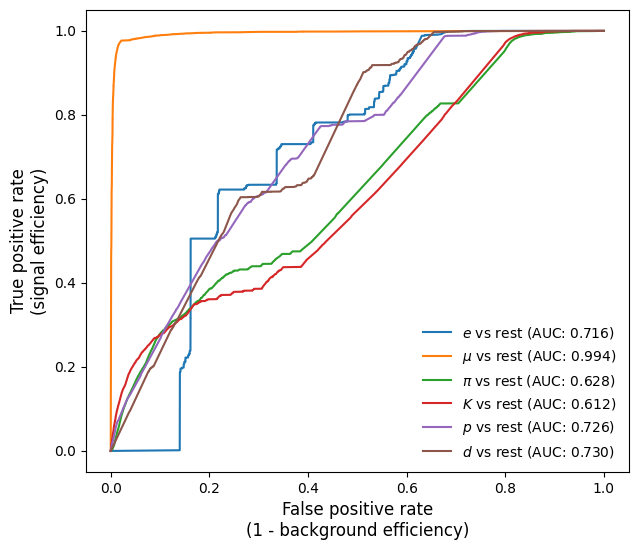 True positive rate
(signal efficiency)
1.0
0.8
0.6
0.4
0.2
0.0
e vs rest (AUC: 0.716)
μ vs rest (AUC: 0.994)
π vs rest (AUC: 0.628)
K vs rest (AUC: 0.612)
p vs rest (AUC: 0.726)
d vs rest (AUC: 0.730)
0.0 0.2 0.4 0.6 0.8 1.0
False positive rate
(1 - background efficiency)